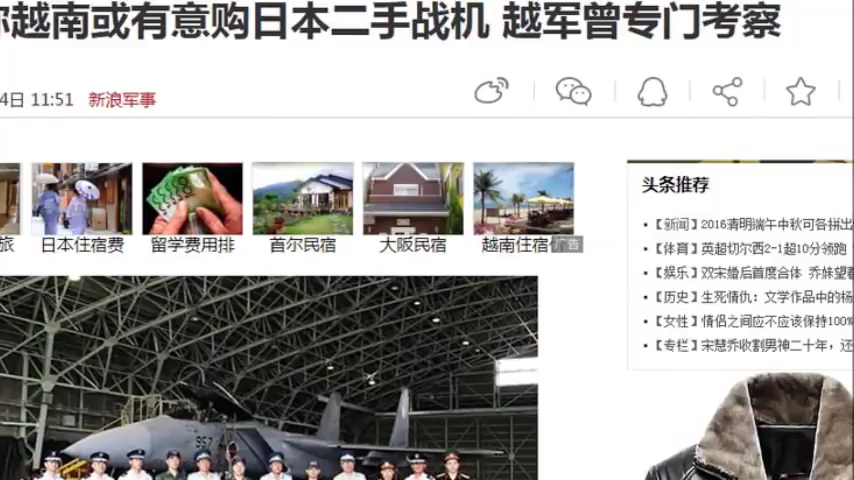 称越南或有意购日本二手战机 越军曾专门考察
4日 11:51 新浪军事
旅 日本住宿费 留学费用排 首尔民宿 大阪民宿 越南住宿 广告
头条推荐
▪【新闻】2016清明端午中秋可各拼出
▪【体育】英超切尔西2-1超10分领跑
▪【娱乐】双宋婚后首度合体 乔妹望着
▪【历史】生死情仇：文学作品中的杨
▪【女性】情侣之间应不应该保持100%
▪【专栏】宋慧乔收割男神二十年，还
957